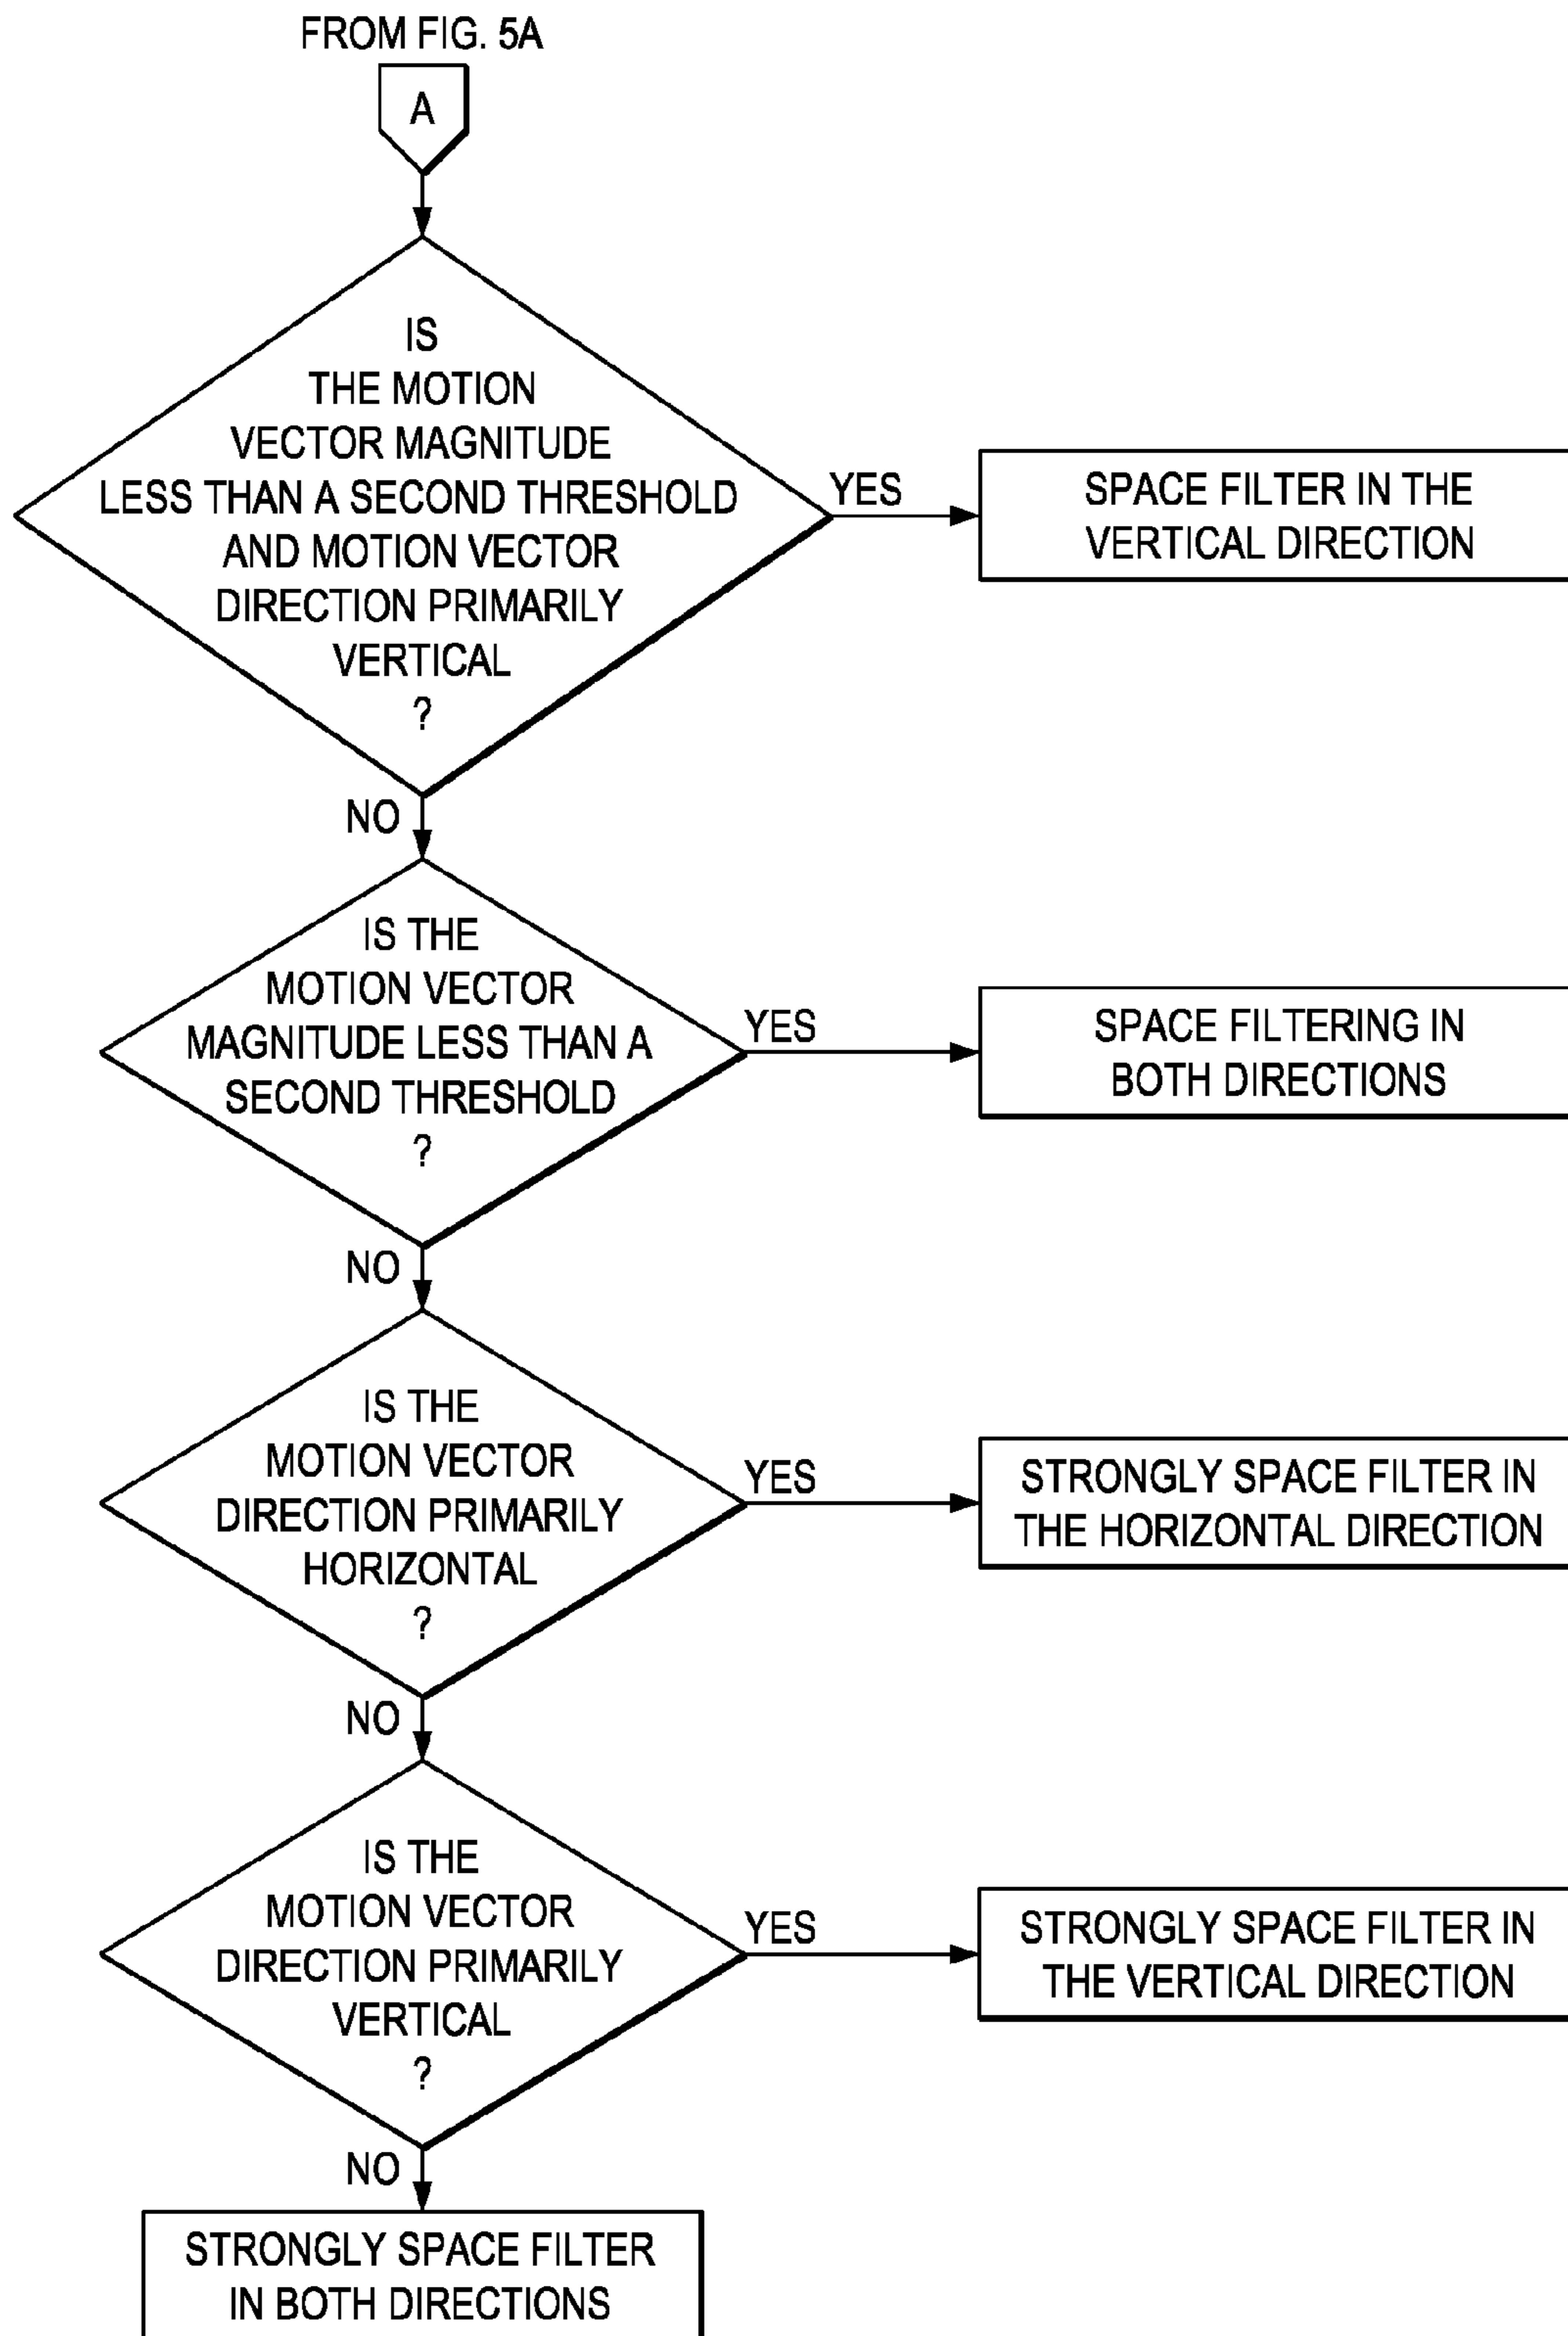 FROM FIG. 5A
A
IS
THE MOTION
VECTOR MAGNITUDE
LESS THAN A SECOND THRESHOLD
AND MOTION VECTOR
DIRECTION PRIMARILY
VERTICAL
?
YES
SPACE FILTER IN THE
VERTICAL DIRECTION
NO
IS THE
MOTION VECTOR
MAGNITUDE LESS THAN A
SECOND THRESHOLD
?
YES
SPACE FILTERING IN
BOTH DIRECTIONS
NO
IS THE
MOTION VECTOR
DIRECTION PRIMARILY
HORIZONTAL
?
YES
STRONGLY SPACE FILTER IN
THE HORIZONTAL DIRECTION
NO
IS THE
MOTION VECTOR
DIRECTION PRIMARILY
VERTICAL
?
YES
STRONGLY SPACE FILTER IN
THE VERTICAL DIRECTION
NO
STRONGLY SPACE FILTER
IN BOTH DIRECTIONS